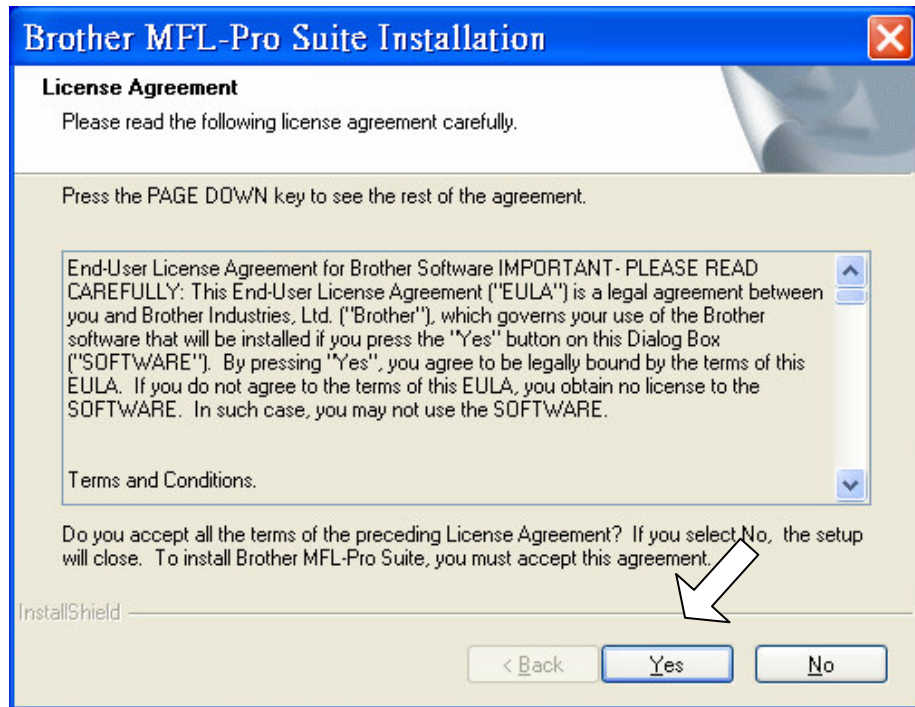 Brother MFL-Pro Suite Installation
License Agreement
Please read the following license agreement carefully.
Press the PAGE DOWN key to see the rest of the agreement.
End-User License Agreement for Brother Software IMPORTANT- PLEASE READ
CAREFULLY: This End-User License Agreement ("EULA") is a legal agreement between
you and Brother Industries, Ltd. ("Brother"), which governs your use of the Brother
software that will be installed if you press the "Yes" button on this Dialog Box
("SOFTWARE"). By pressing "Yes", you agree to be legally bound by the terms of this
EULA. If you do not agree to the terms of this EULA, you obtain no license to the
SOFTWARE. In such case, you may not use the SOFTWARE.
Terms and Conditions.
Do you accept all the terms of the preceding License Agreement? If you select No, the setup
will close. To install Brother MFL-Pro Suite, you must accept this agreement.
InstallShield
< Back Yes No